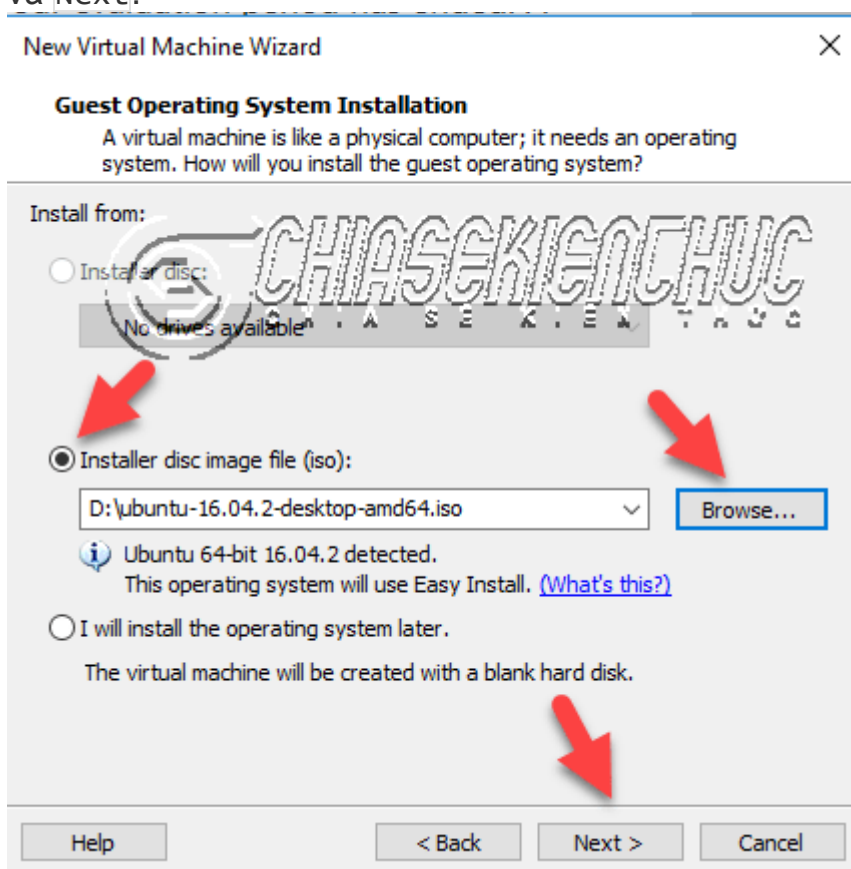 và Next.
New Virtual Machine Wizard
Guest Operating System Installation
A virtual machine is like a physical computer; it needs an operating
system. How will you install the guest operating system?
Install from:
CHIASEKIENTHUC
Installer disc:
No drives available
Installer disc image file (iso):
D:\ubuntu-16.04.2-desktop-amd64.iso
Browse...
Ubuntu 64-bit 16.04.2 detected.
This operating system will use Easy Install. (What's this?)
I will install the operating system later.
The virtual machine will be created with a blank hard disk.
Help
< Back
Next >
Cancel